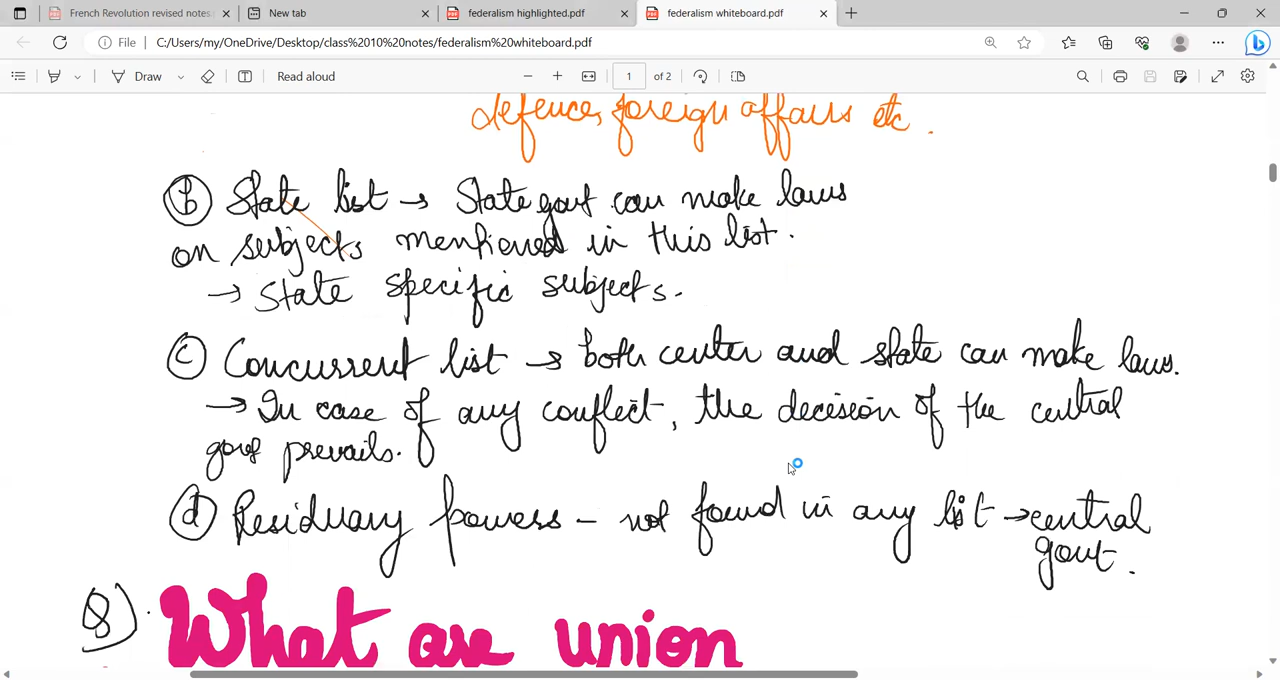 French Revolution revised notes
New tab
federalism highlighted.pdf
federalism whiteboard.pdf
File
C:/Users/my/OneDrive/Desktop/class%2010%20notes/federalism%20whiteboard.pdf
Draw
Read aloud
1 of 2
defence, foreign affairs etc.
(b) State list → State govt can make laws
on subjects mentioned in this list.
→ State specific subjects.
(c) Concurrent list → both center and state can make laws.
→ In case of any conflict, the decision of the central
govt prevails.
(d) Residuary powers - not found in any list → central
govt.
Q). What are union